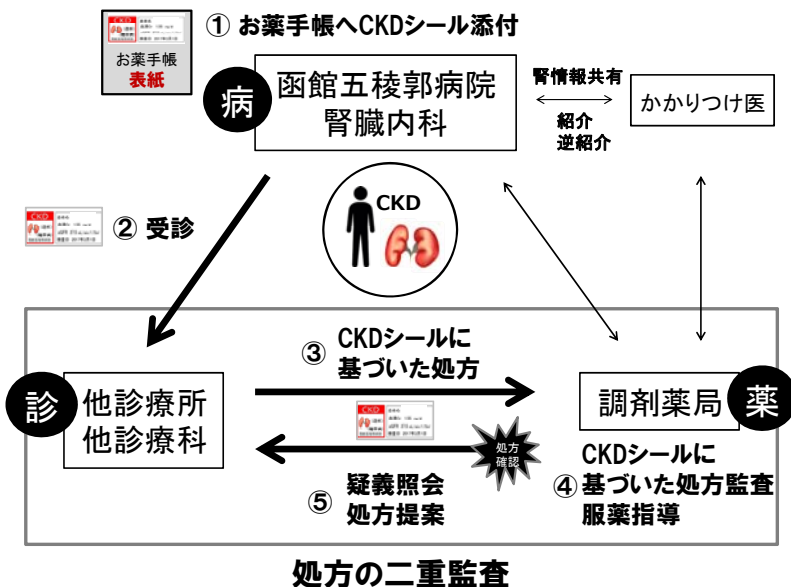 CKD
お薬手帳
表紙
① お薬手帳へCKDシール添付
病
函館五稜郭病院
腎臓内科
腎情報共有
紹介
逆紹介
かかりつけ医
CKD
② 受診
CKD
③ CKDシールに
基づいた処方
診
他診療所
他診療科
CKD
処方
確認
調剤薬局
薬
⑤ 疑義照会
処方提案
④ CKDシールに
基づいた処方監査
服薬指導
処方の二重監査